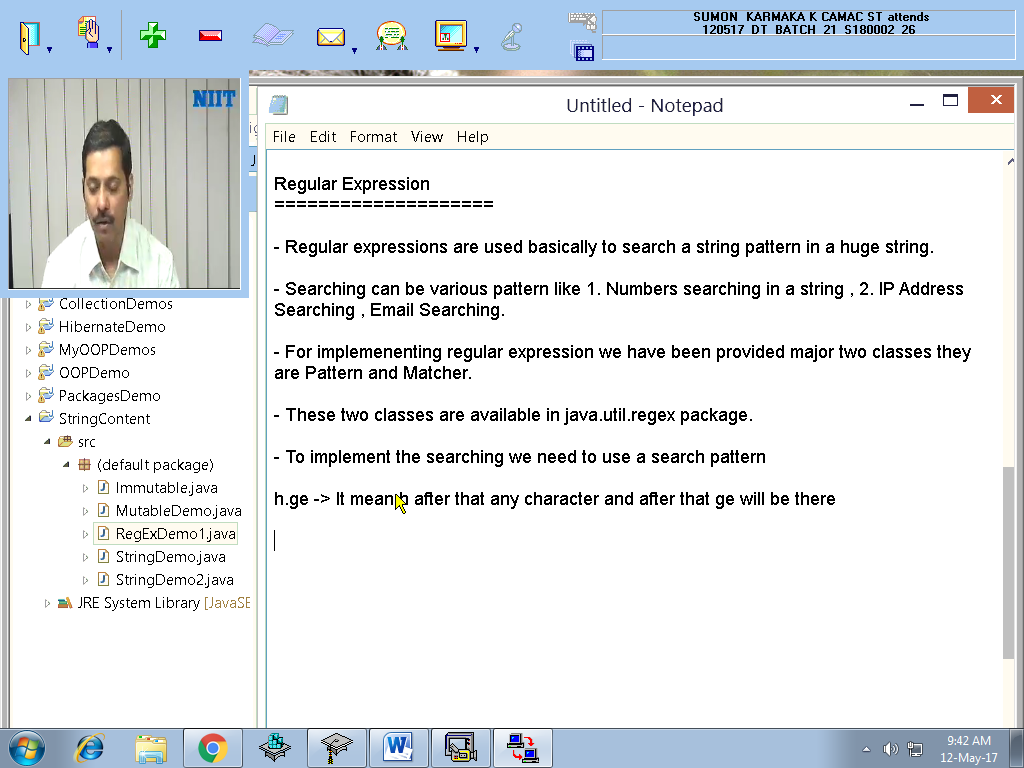 SUMON KARMAKA K CAMAC ST attends
120517 DT BATCH 21 S180002 26
NIIT
Untitled - Notepad
File Edit Format View Help
Regular Expression
====================
- Regular expressions are used basically to search a string pattern in a huge string.
- Searching can be various pattern like 1. Numbers searching in a string , 2. IP Address
Searching , Email Searching.
- For implemenenting regular expression we have been provided major two classes they
are Pattern and Matcher.
- These two classes are available in java.util.regex package.
- To implement the searching we need to use a search pattern
h.ge -> It mean h after that any character and after that ge will be there
CollectionDemos
HibernateDemo
MyOOPDemos
OOPDemo
PackagesDemo
StringContent
src
(default package)
Immutable.java
MutableDemo.java
RegExDemo1.java
StringDemo.java
StringDemo2.java
JRE System Library [JavaSE
9:42 AM
12-May-17